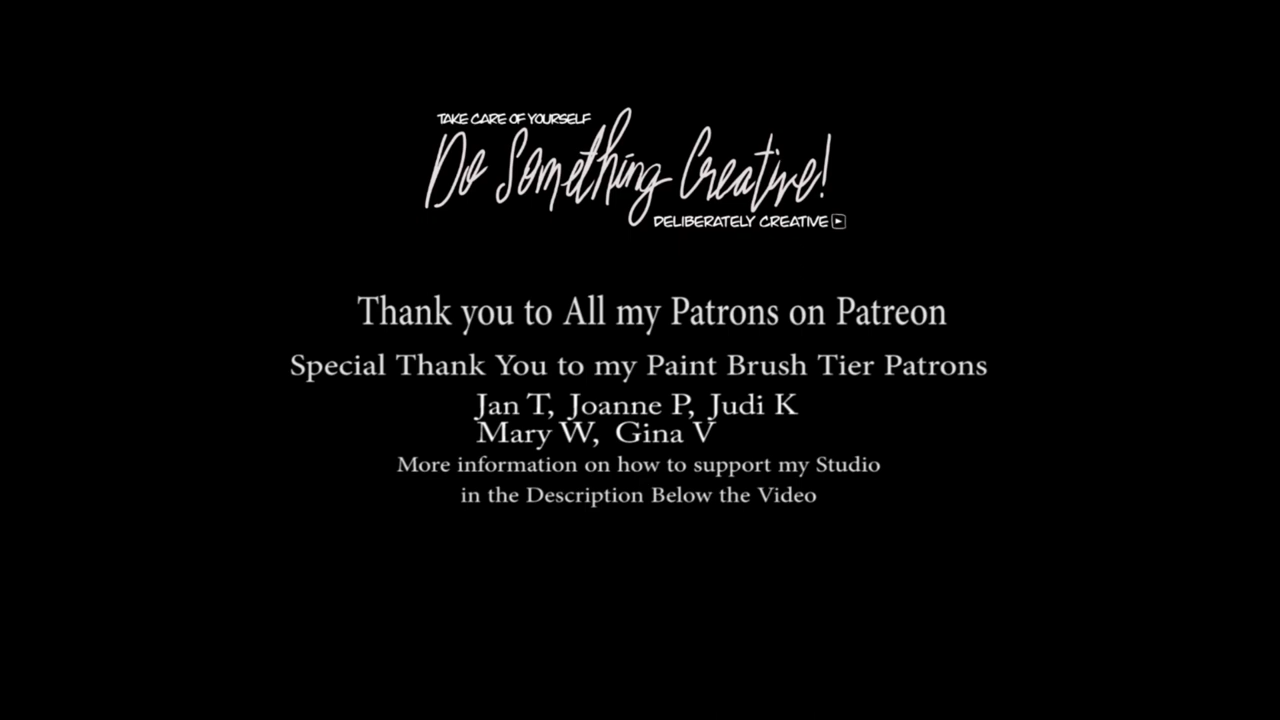 TAKE CARE OF YOURSELF
Do Something Creative!
DELIBERATELY CREATIVE
Thank you to All my Patrons on Patreon
Special Thank You to my Paint Brush Tier Patrons
Jan T, Joanne P, Judi K
Mary W, Gina V
More information on how to support my Studio
in the Description Below the Video